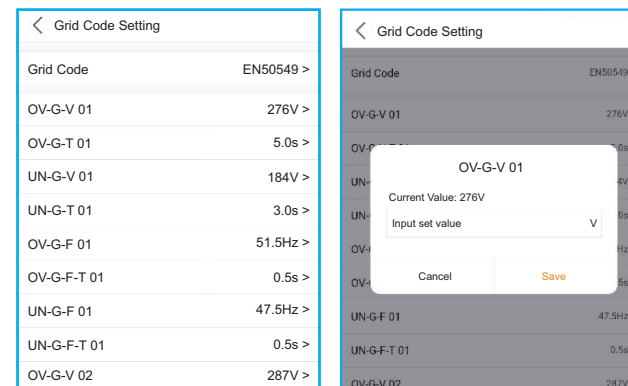 Grid Code Setting
Grid Code EN50549 >
OV-G-V 01 276V >
OV-G-T 01 5.0s >
UN-G-V 01 184V >
UN-G-T 01 3.0s >
OV-G-F 01 51.5Hz >
OV-G-F-T 01 0.5s >
UN-G-F 01 47.5Hz >
UN-G-F-T 01 0.5s >
OV-G-V 02 287V >
Grid Code Setting
Grid Code EN50549
OV-G-V 01 276V
OV-G-V 01
Current Value: 276V
Input set value V
Cancel Save
UN-G-F 01 47.5Hz
UN-G-F-T 01 0.5s
OV-G-V 02 287V